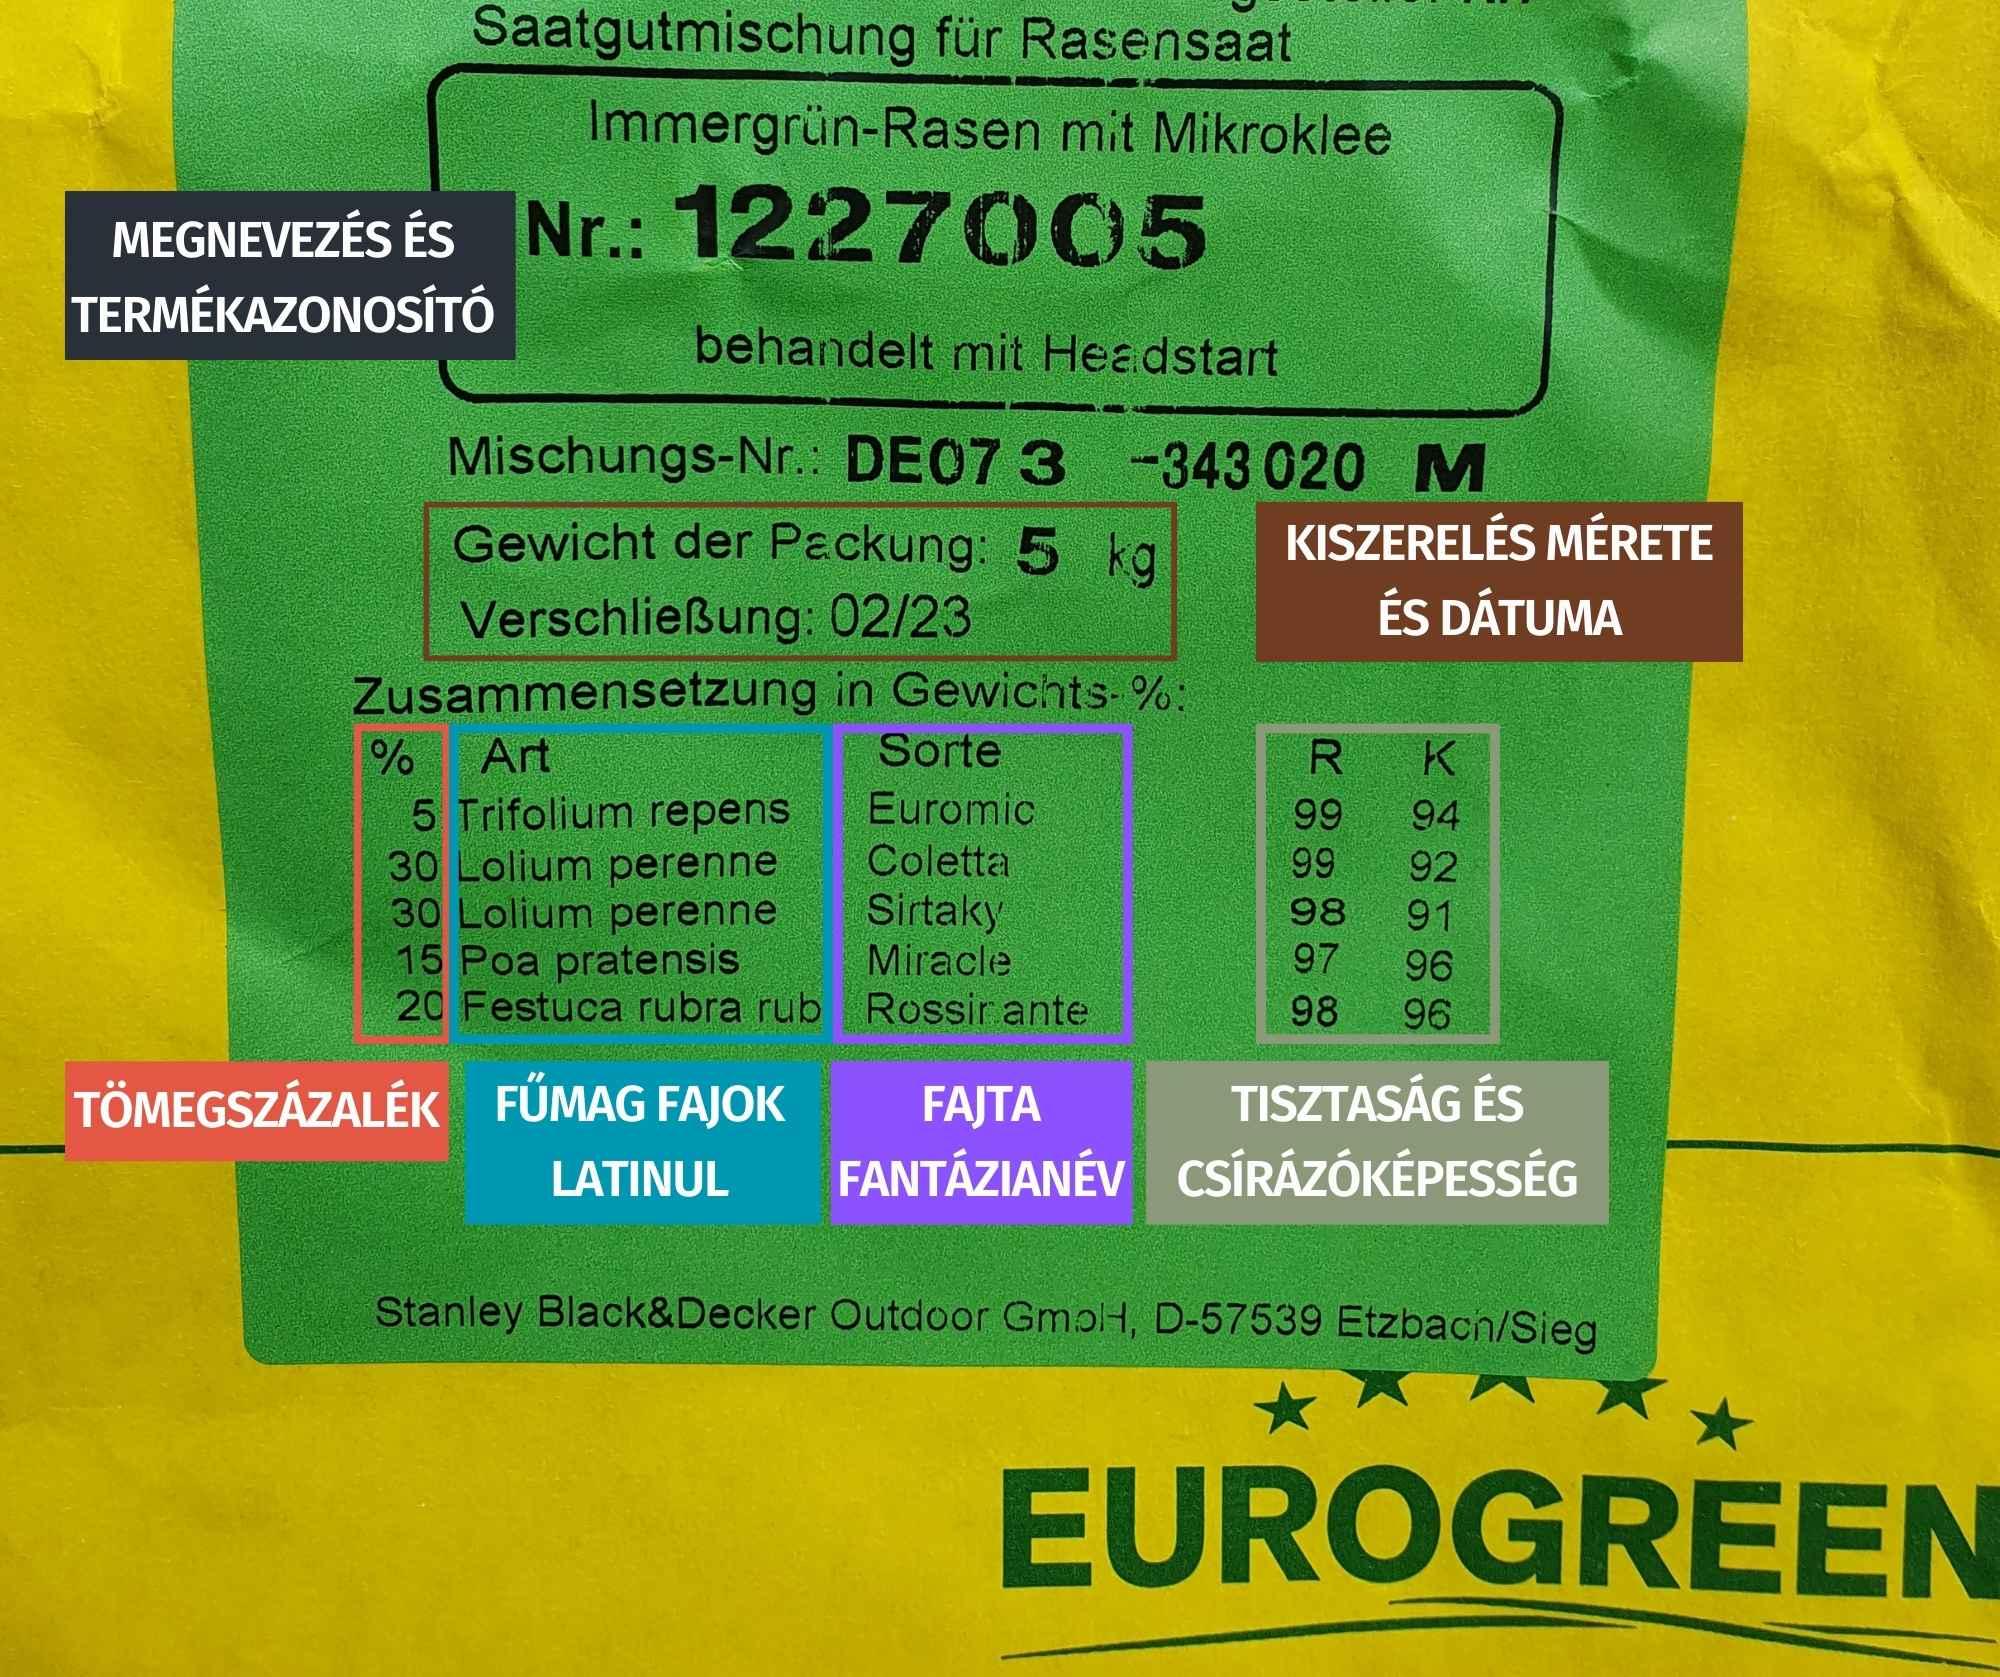 Saatgutmischung für Rasensaat
Immergrün-Rasen mit Mikroklee
MEGNEVEZÉS ÉS
TERMÉKAZONOSÍTÓ
Nr.: 1227005
behandelt mit Headstart
Mischungs-Nr.: DE073 -343020 M
Gewicht der Packung: 5 kg
Verschließung: 02/23
KISZERELÉS MÉRETE
ÉS DÁTUMA
Zusammensetzung in Gewichts-%:
% Art Sorte R K
5 Trifolium repens Euromic 99 94
30 Lolium perenne Coletta 99 92
30 Lolium perenne Sirtaky 98 91
15 Poa pratensis Miracle 97 96
20 Festuca rubra rub Rossinante 98 96
TÖMEGSZÁZALÉK
FŰMAG FAJOK
LATINUL
FAJTA
FANTÁZIANÉV
TISZTASÁG ÉS
CSÍRÁZÓKÉPESSÉG
Stanley Black&Decker Outdoor GmbH, D-57539 Etzbach/Sieg
EUROGREEN